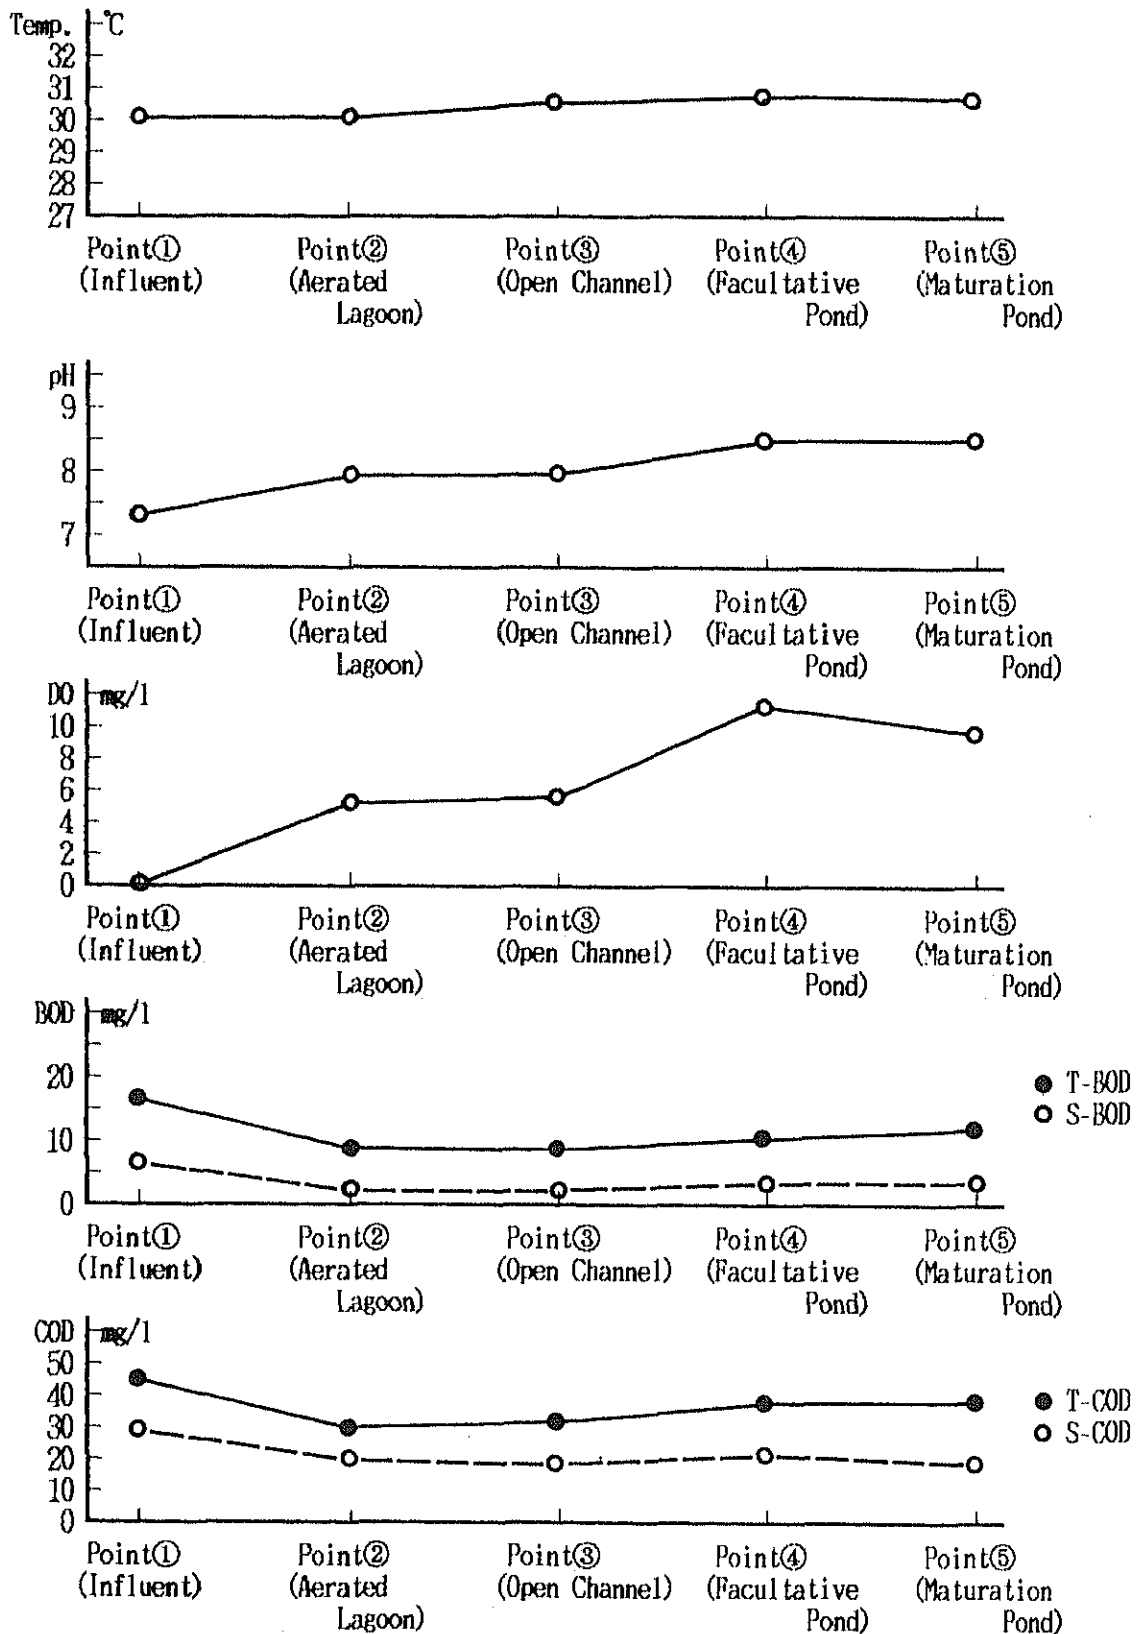 Temp. ℃
32
31
30
29
28
27
Point① Point② Point③ Point④ Point⑤
(Influent) (Aerated (Open Channel) (Facultative (Maturation
Lagoon) Pond) Pond)
pH
9
8
7
Point① Point② Point③ Point④ Point⑤
(Influent) (Aerated (Open Channel) (Facultative (Maturation
Lagoon) Pond) Pond)
DO mg/l
10
8
6
4
2
0
Point① Point② Point③ Point④ Point⑤
(Influent) (Aerated (Open Channel) (Facultative (Maturation
Lagoon) Pond) Pond)
BOD mg/l
20
10
0
T-BOD
S-BOD
Point① Point② Point③ Point④ Point⑤
(Influent) (Aerated (Open Channel) (Facultative (Maturation
Lagoon) Pond) Pond)
COD mg/l
50
40
30
20
10
0
T-COD
S-COD
Point① Point② Point③ Point④ Point⑤
(Influent) (Aerated (Open Channel) (Facultative (Maturation
Lagoon) Pond) Pond)